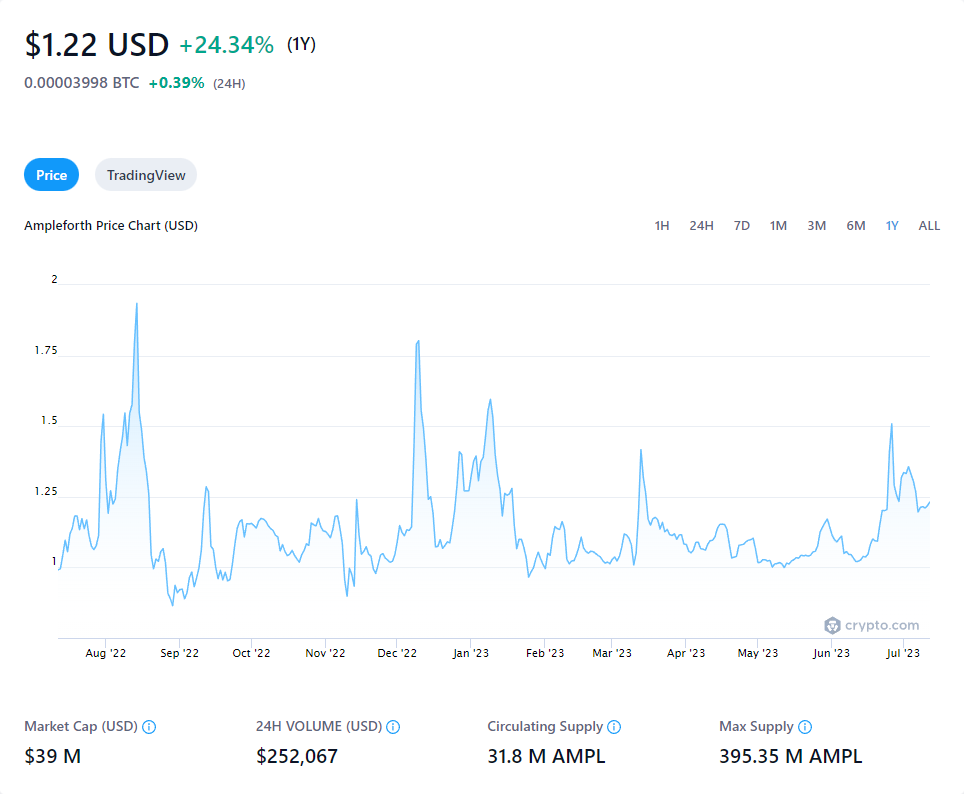 $1.22 USD +24.34% (1Y)
0.00003998 BTC +0.39% (24H)
Price TradingView
Ampleforth Price Chart (USD) 1H 24H 7D 1M 3M 6M 1Y ALL
2
1.75
1.5
1.25
1
crypto.com
Aug '22 Sep '22 Oct '22 Nov '22 Dec '22 Jan '23 Feb '23 Mar '23 Apr '23 May '23 Jun '23 Jul '23
Market Cap (USD) 24H VOLUME (USD) Circulating Supply Max Supply
$39 M $252,067 31.8 M AMPL 395.35 M AMPL